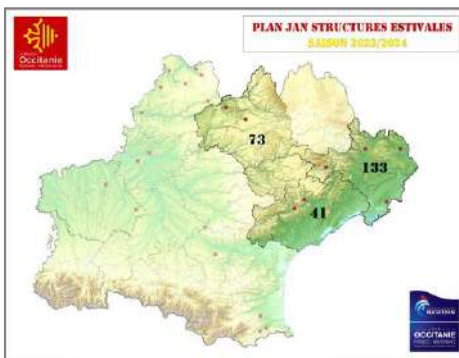 PLAN JAN STRUCTURES ESTIVALES
SAISON 2023/2024
Occitanie
73
133
41
OCCITANIE